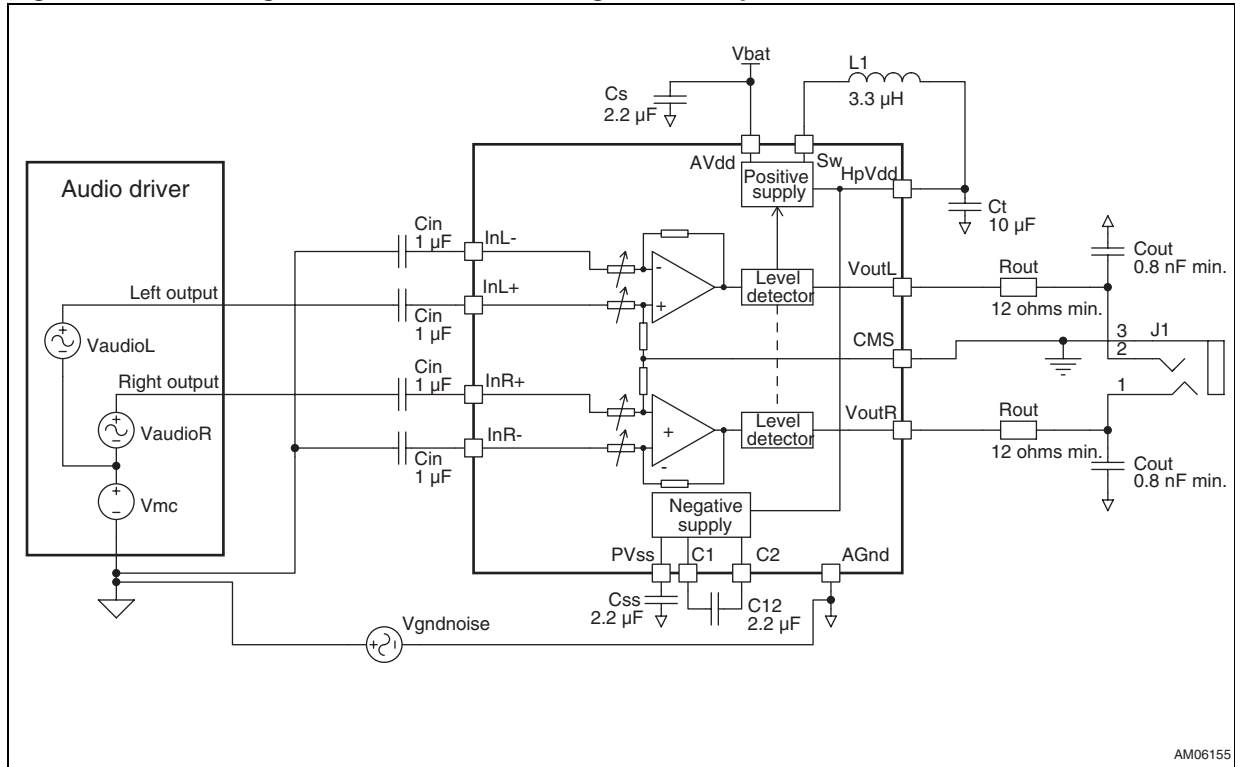 Vbat
L1
3.3 µH
Cs
2.2 µF
AVdd
Sw
HpVdd
Positive
supply
Ct
10 µF
Audio driver
Cin
1 µF
InL-
Left output
InL+
Cin
1 µF
VaudioL
+
-
-
+
Level
detector
VoutL
Rout
12 ohms min.
Cout
0.8 nF min.
CMS
3
2
J1
1
Right output
Cin
1 µF
InR+
VaudioR
+
-
InR-
Cin
1 µF
+
-
Level
detector
VoutR
Rout
12 ohms min.
Cout
0.8 nF min.
Vmc
+
-
Negative
supply
PVss
C1
C2
AGnd
Css
2.2 µF
C12
2.2 µF
Vgndnoise
+
-
AM06155